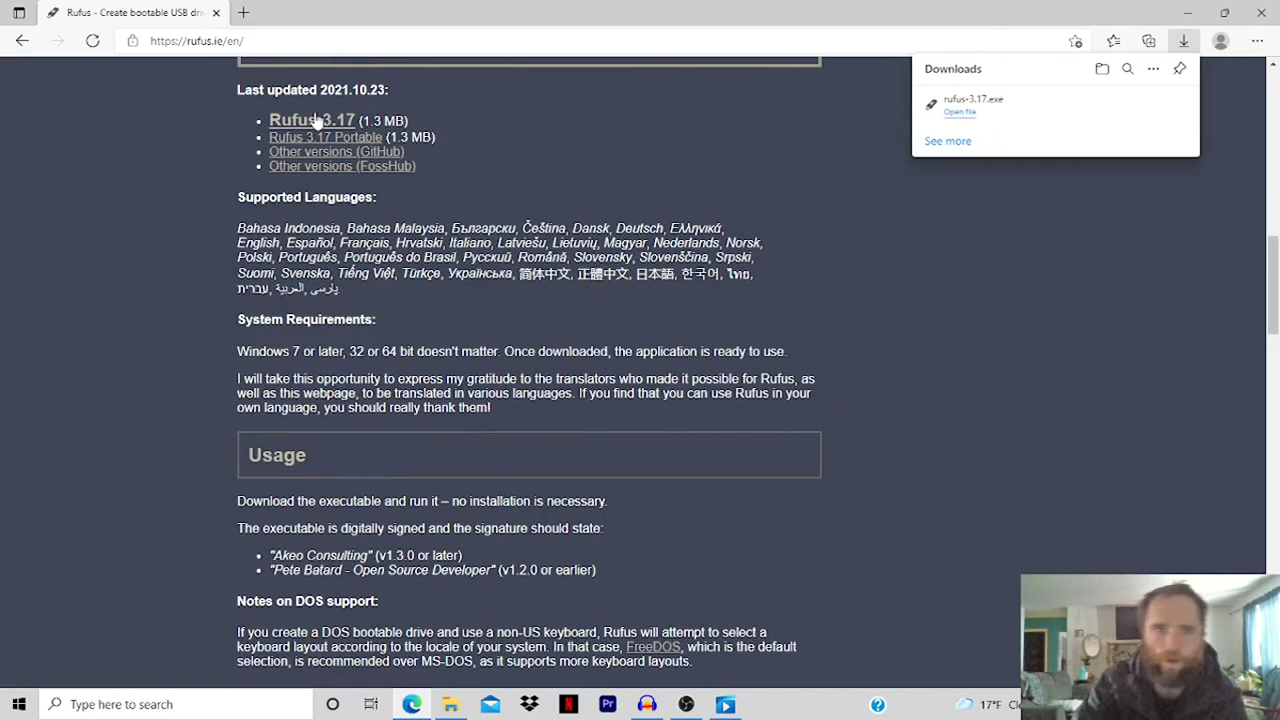 Rufus - Create bootable USB dri
https://rufus.ie/en/
Downloads
rufus-3.17.exe
Open file
See more
Last updated 2021.10.23:
Rufus 3.17 (1.3 MB)
Rufus 3.17 Portable (1.3 MB)
Other versions (GitHub)
Other versions (FossHub)
Supported Languages:
Bahasa Indonesia, Bahasa Malaysia, Български, Čeština, Dansk, Deutsch, Ελληνικά,
English, Español, Français, Hrvatski, Italiano, Latviešu, Lietuvių, Magyar, Nederlands, Norsk,
Polski, Português, Português do Brasil, Русский, Română, Slovensky, Slovenščina, Srpski,
Suomi, Svenska, Tiếng Việt, Türkçe, Українська, 简体中文, 正體中文, 日本語, 한국어, ไทย,
עברית, العربية, پارسی.
System Requirements:
Windows 7 or later, 32 or 64 bit doesn't matter. Once downloaded, the application is ready to use.
I will take this opportunity to express my gratitude to the translators who made it possible for Rufus, as
well as this webpage, to be translated in various languages. If you find that you can use Rufus in your
own language, you should really thank them!
Usage
Download the executable and run it – no installation is necessary.
The executable is digitally signed and the signature should state:
"Akeo Consulting" (v1.3.0 or later)
"Pete Batard - Open Source Developer" (v1.2.0 or earlier)
Notes on DOS support:
If you create a DOS bootable drive and use a non-US keyboard, Rufus will attempt to select a
keyboard layout according to the locale of your system. In that case, FreeDOS, which is the default
selection, is recommended over MS-DOS, as it supports more keyboard layouts.
Type here to search
N
Pr
17°F